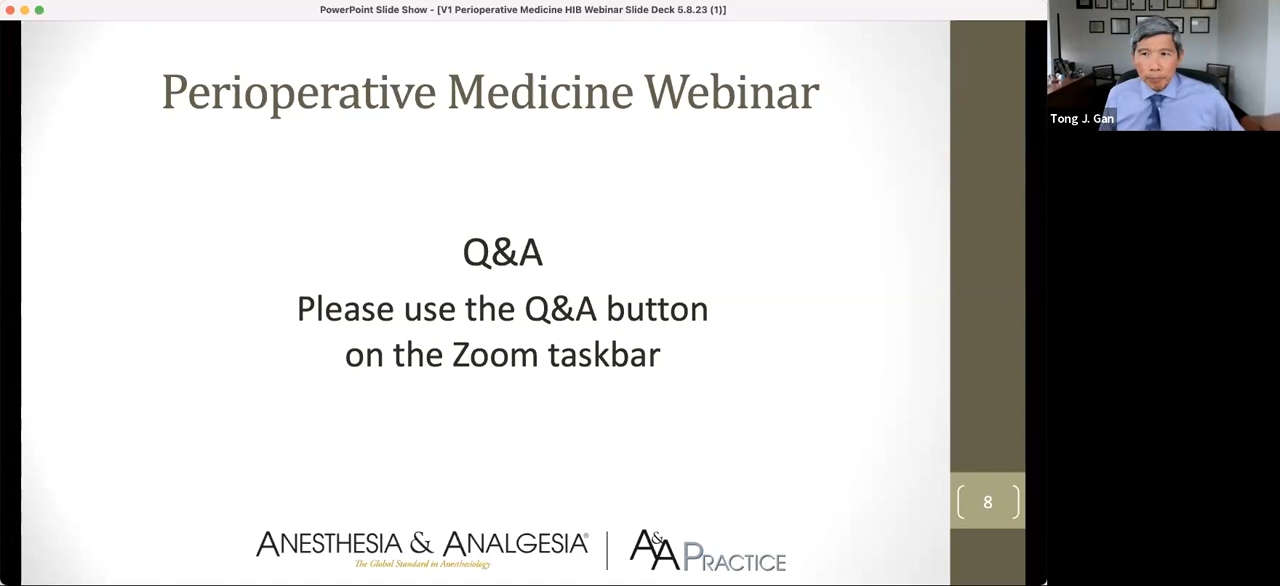 PowerPoint Slide Show - [V1 Perioperative Medicine HIB Webinar Slide Deck 5.8.23 (1)]
Perioperative Medicine Webinar
Q&A
Please use the Q&A button
on the Zoom taskbar
8
ANESTHESIA & ANALGESIA®
The Global Standard in Anesthesiology
A&A PRACTICE
Tong J. Gan